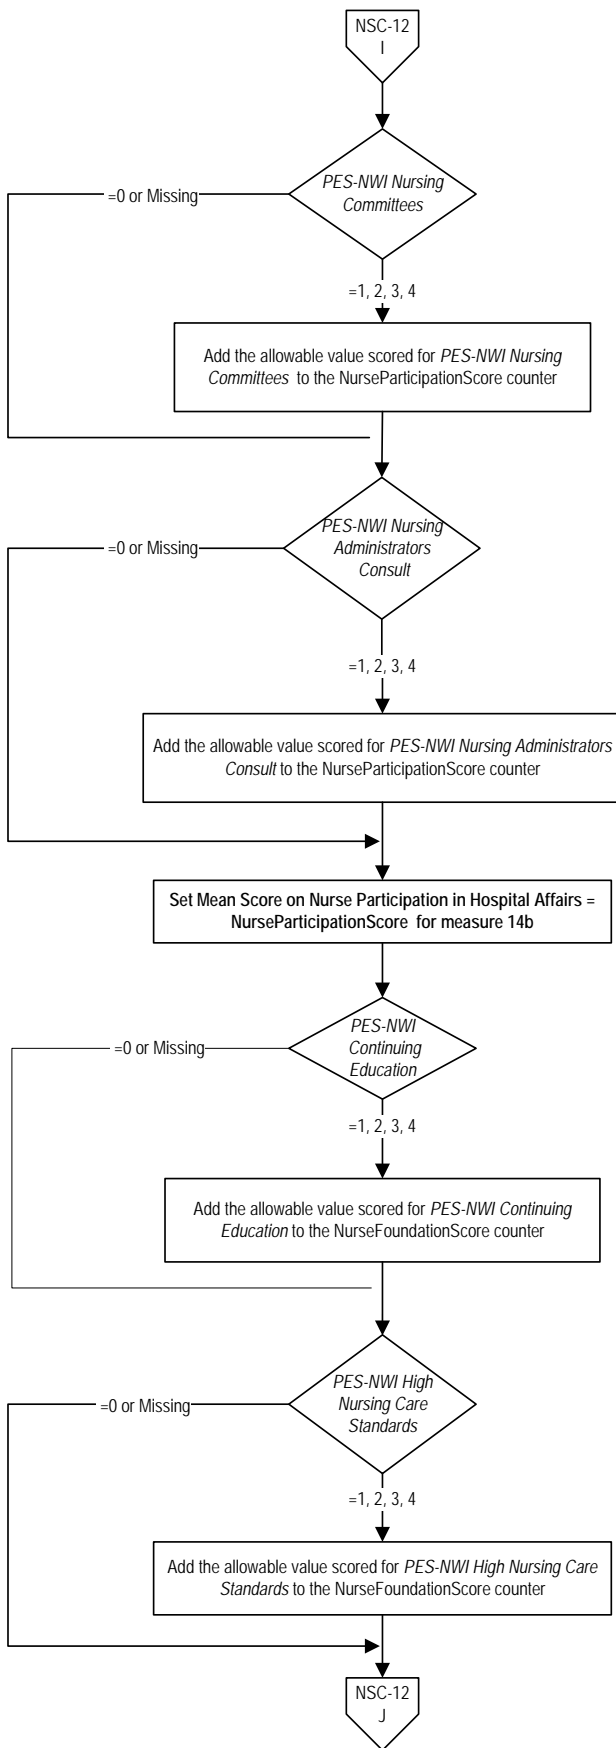 NSC-12
I
PES-NWI Nursing
Committees
=0 or Missing
=1, 2, 3, 4
Add the allowable value scored for PES-NWI Nursing
Committees to the NurseParticipationScore counter
PES-NWI Nursing
Administrators
Consult
=0 or Missing
=1, 2, 3, 4
Add the allowable value scored for PES-NWI Nursing Administrators
Consult to the NurseParticipationScore counter
Set Mean Score on Nurse Participation in Hospital Affairs =
NurseParticipationScore for measure 14b
PES-NWI
Continuing
Education
=0 or Missing
=1, 2, 3, 4
Add the allowable value scored for PES-NWI Continuing
Education to the NurseFoundationScore counter
PES-NWI High
Nursing Care
Standards
=0 or Missing
=1, 2, 3, 4
Add the allowable value scored for PES-NWI High Nursing Care
Standards to the NurseFoundationScore counter
NSC-12
J